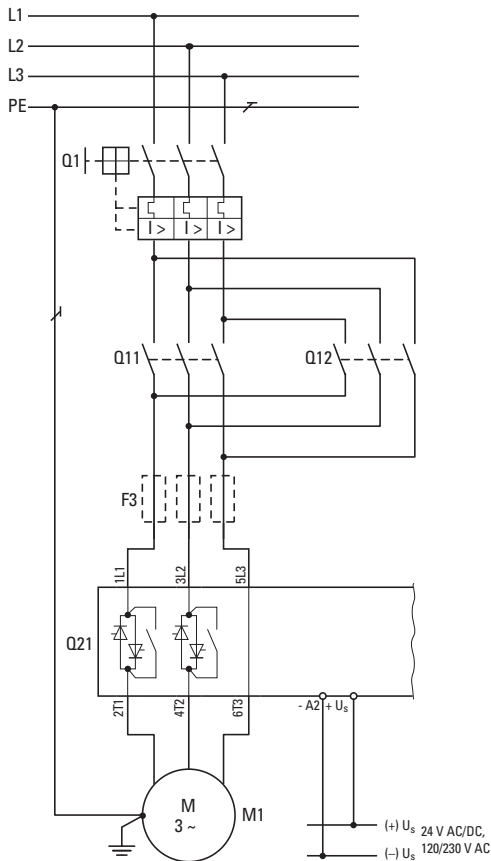 L1
L2
L3
PE
Q1
I > I > I >
Q11
Q12
F3
1L1
3L2
5L3
Q21
2T1
4T2
6T3
- A2 + Us
M
3 ~
M1
(+) Us 24 V AC/DC,
120/230 V AC
(–) Us